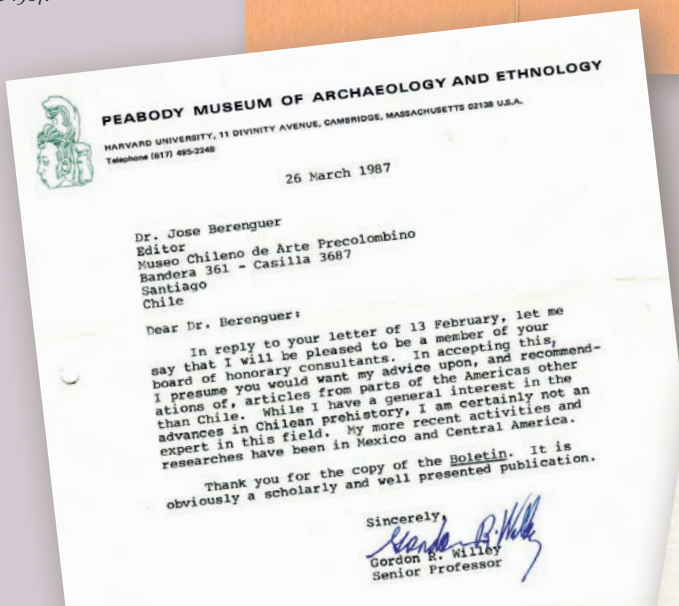 PEABODY MUSEUM OF ARCHAEOLOGY AND ETHNOLOGY
HARVARD UNIVERSITY, 11 DIVINITY AVENUE, CAMBRIDGE, MASSACHUSETTS 02138 U.S.A.
Telephone (617) 495-2248
26 March 1987
Dr. Jose Berenguer
Editor
Museo Chileno de Arte Precolombino
Bandera 361 - Casilla 3687
Santiago
Chile
Dear Dr. Berenguer:
In reply to your letter of 13 February, let me
say that I will be pleased to be a member of your
board of honorary consultants. In accepting this,
I presume you would want my advice upon, and recommend-
ations of, articles from parts of the Americas other
than Chile. While I have a general interest in the
advances in Chilean prehistory, I am certainly not an
expert in this field. My more recent activities and
researches have been in Mexico and Central America.
Thank you for the copy of the Boletin. It is
obviously a scholarly and well presented publication.
Sincerely,
Gordon R. Willey
Gordon R. Willey
Senior Professor